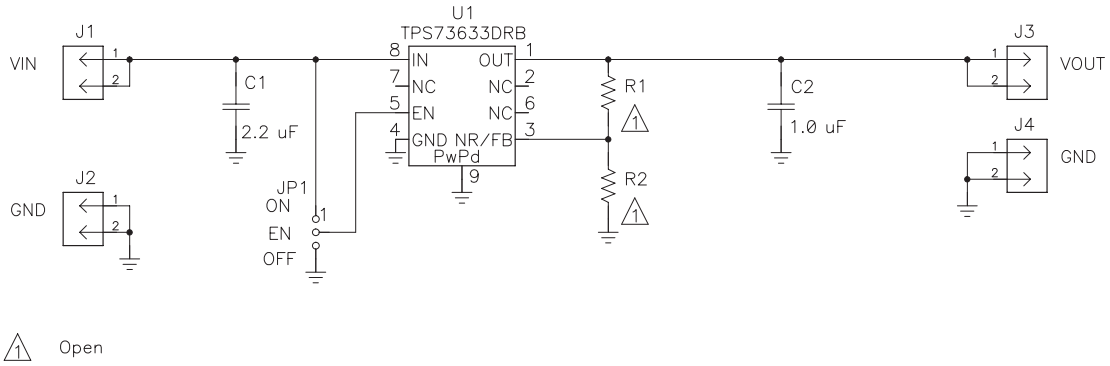 U1
TPS73633DRB
J1
VIN
1
2
C1
2.2 uF
8
IN
7
NC
5
EN
4
GND
NR/FB
PwPd
9
OUT
1
NC
2
NC
6
3
R1
1
R2
1
C2
1.0 uF
J3
1
2
VOUT
J4
1
2
GND
J2
GND
1
2
JP1
ON
1
EN
OFF
1 Open